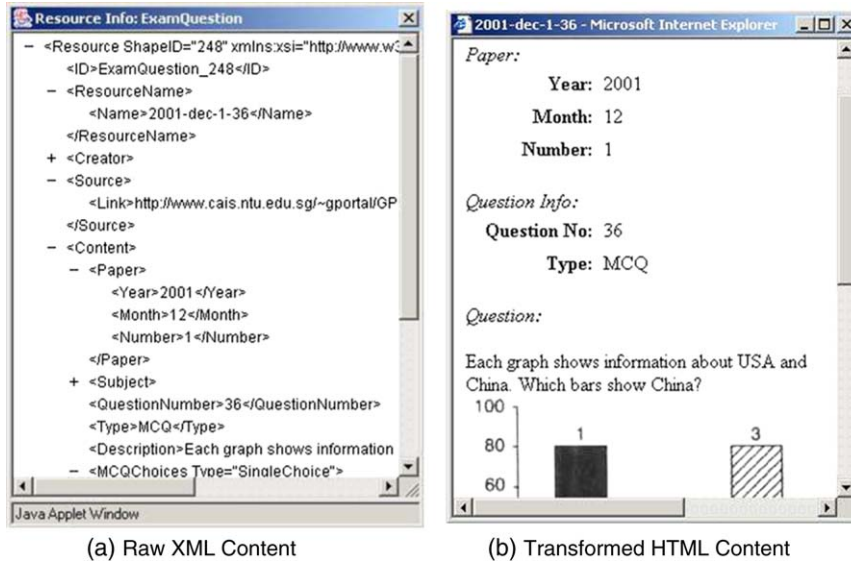 Resource Info: ExamQuestion
− <Resource ShapeID="248" xmlns:xsi="http://www.w3
<ID>ExamQuestion_248</ID>
− <ResourceName>
<Name>2001-dec-1-36</Name>
</ResourceName>
+ <Creator>
− <Source>
<Link>http://www.cais.ntu.edu.sg/~gportal/GP
</Source>
− <Content>
− <Paper>
<Year>2001</Year>
<Month>12</Month>
<Number>1</Number>
</Paper>
+ <Subject>
<QuestionNumber>36</QuestionNumber>
<Type>MCQ</Type>
<Description>Each graph shows information
− <MCQChoices Type="SingleChoice">
Java Applet Window
(a) Raw XML Content
2001-dec-1-36 - Microsoft Internet Explorer
Paper:
Year: 2001
Month: 12
Number: 1
Question Info:
Question No: 36
Type: MCQ
Question:
Each graph shows information about USA and
China. Which bars show China?
100
1 3
80
60
(b) Transformed HTML Content